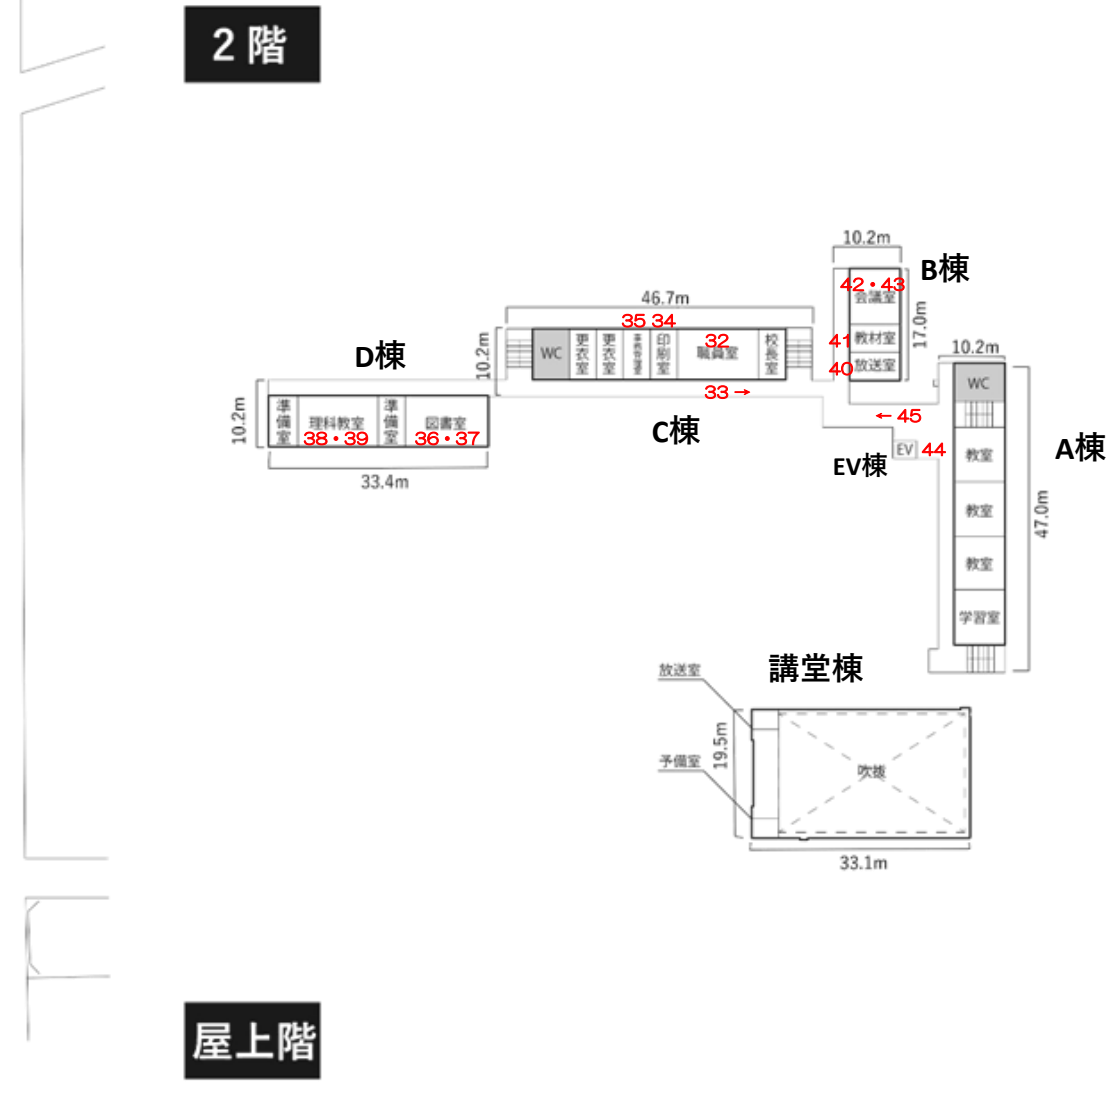 2階
10.2m
B棟
42・43
会議室
17.0m
41
教材室
40
放送室
46.7m
35 34
10.2m
WC
更衣室
更衣室
印刷室
32
職員室
校長室
33→
C棟
D棟
10.2m
準備室
理科教室
38・39
準備室
図書室
36・37
33.4m
10.2m
WC
←45
EV
44
EV棟
A棟
教室
教室
教室
学習室
47.0m
講堂棟
放送室
予備室
19.5m
吹抜
33.1m
屋上階